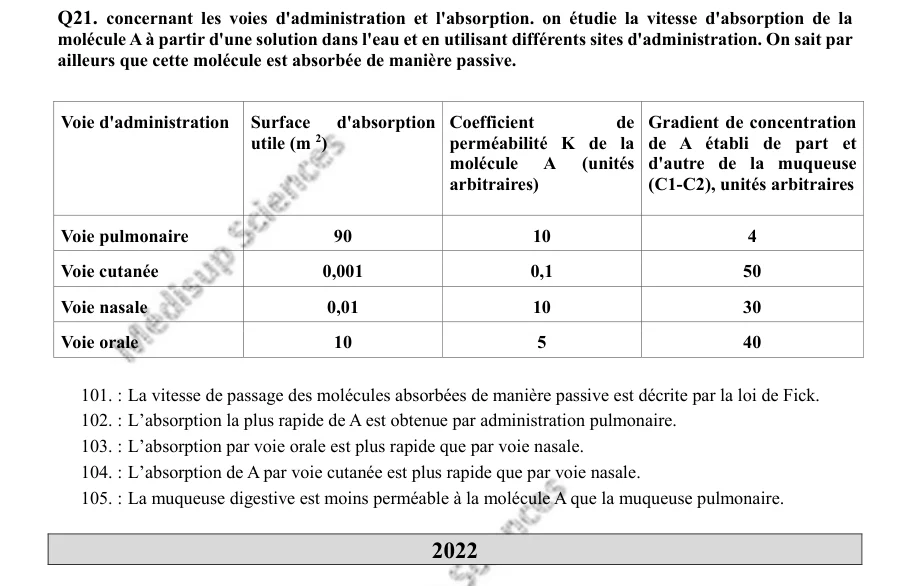 Q21. concernant les voies d'administration et l'absorption. on étudie la vitesse d'absorption de la
molécule A à partir d'une solution dans l'eau et en utilisant différents sites d'administration. On sait par
ailleurs que cette molécule est absorbée de manière passive.
Voie d'administration
Surface d'absorption
utile (m ²)
Coefficient de
perméabilité K de la
molécule A (unités
arbitraires)
Gradient de concentration
de A établi de part et
d'autre de la muqueuse
(C1-C2), unités arbitraires
Voie pulmonaire 90 10 4
Voie cutanée 0,001 0,1 50
Voie nasale 0,01 10 30
Voie orale 10 5 40
Medisup Sciences
101. : La vitesse de passage des molécules absorbées de manière passive est décrite par la loi de Fick.
102. : L’absorption la plus rapide de A est obtenue par administration pulmonaire.
103. : L’absorption par voie orale est plus rapide que par voie nasale.
104. : L’absorption de A par voie cutanée est plus rapide que par voie nasale.
105. : La muqueuse digestive est moins perméable à la molécule A que la muqueuse pulmonaire.
2022